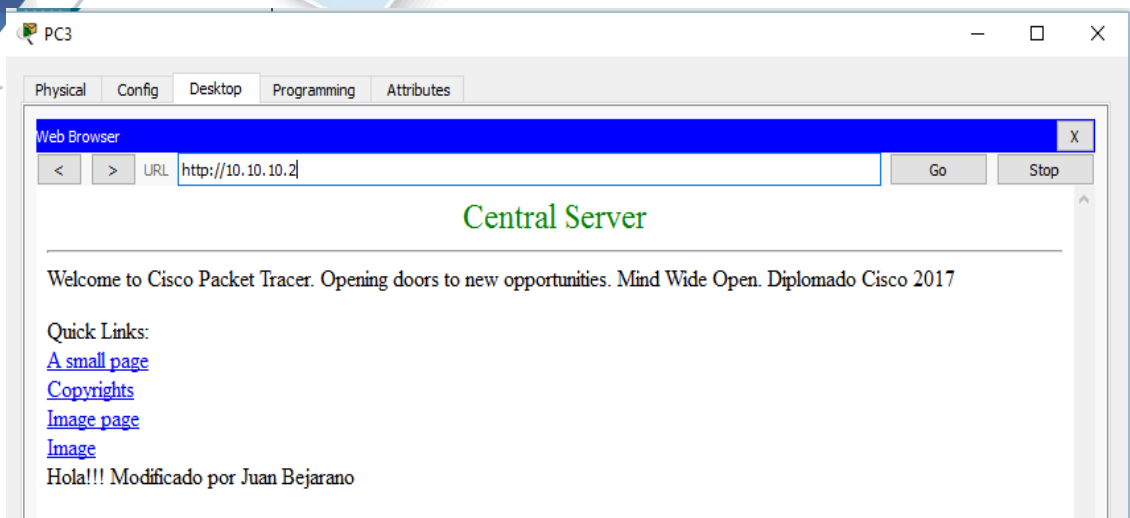 PC3
Physical Config Desktop Programming Attributes
Web Browser X
< > URL http://10.10.10.2 Go Stop
Central Server
Welcome to Cisco Packet Tracer. Opening doors to new opportunities. Mind Wide Open. Diplomado Cisco 2017
Quick Links:
A small page
Copyrights
Image page
Image
Hola!!! Modificado por Juan Bejarano